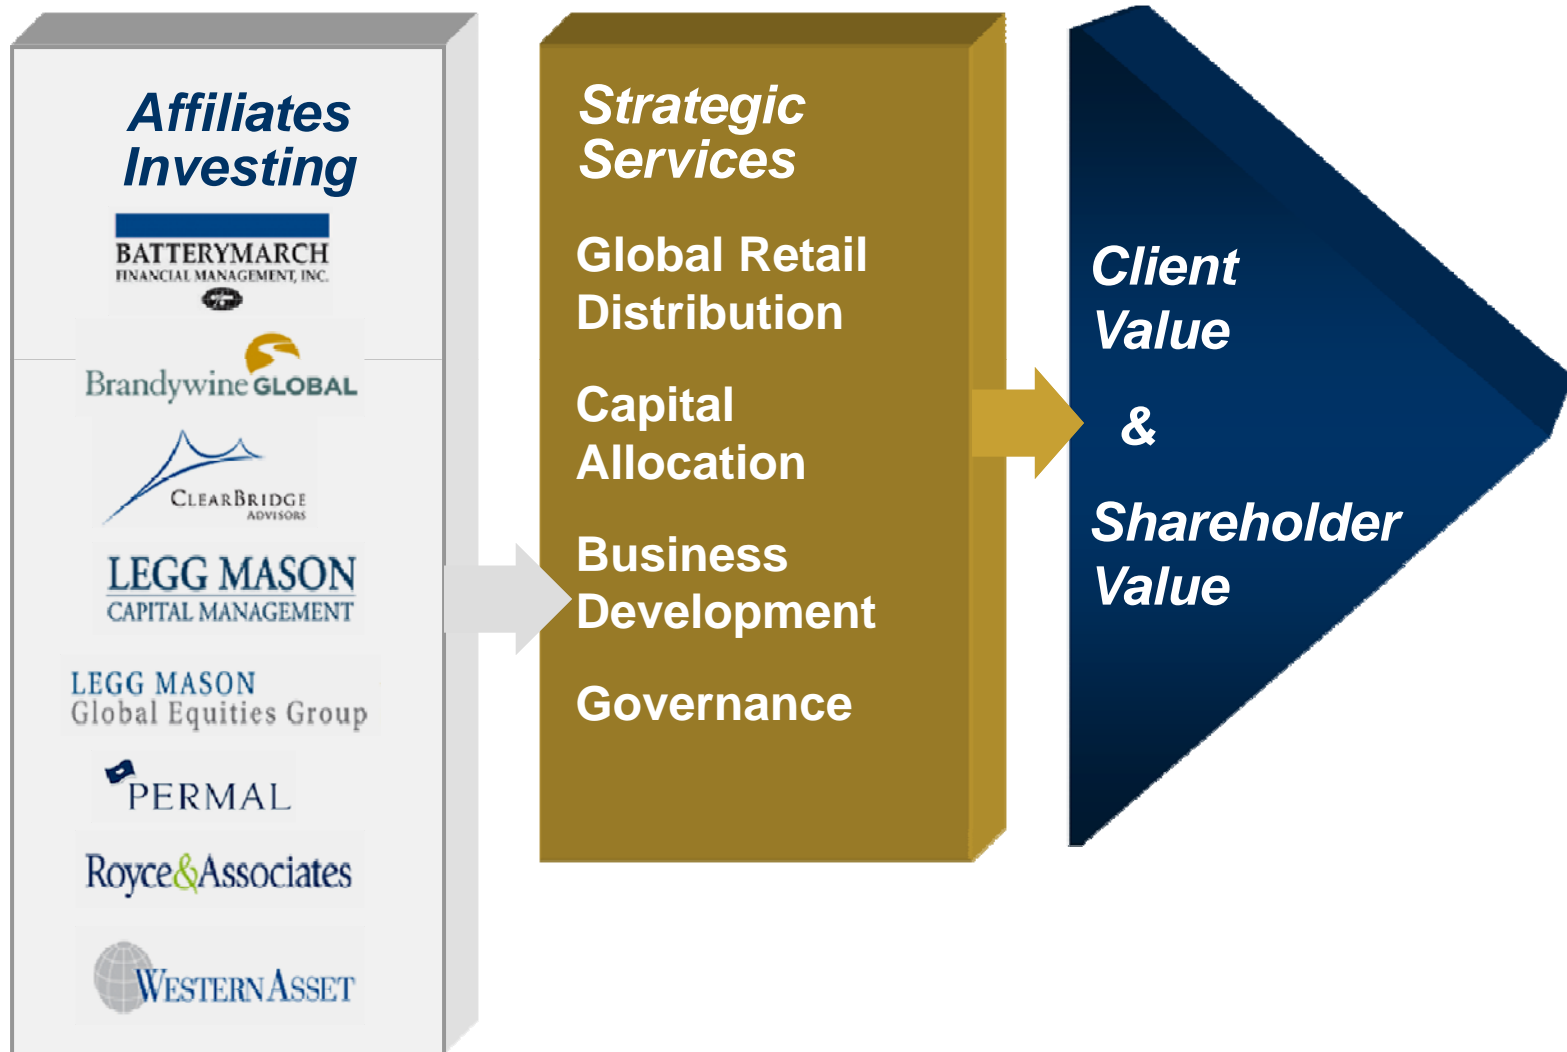 Affiliates
Investing
BATTERYMARCH
FINANCIAL MANAGEMENT, INC.
Brandywine GLOBAL
CLEARBRIDGE
ADVISORS
LEGG MASON
CAPITAL MANAGEMENT
LEGG MASON
Global Equities Group
PERMAL
Royce&Associates
WESTERN ASSET
Strategic
Services
Global Retail
Distribution
Capital
Allocation
Business
Development
Governance
Client
Value
&
Shareholder
Value